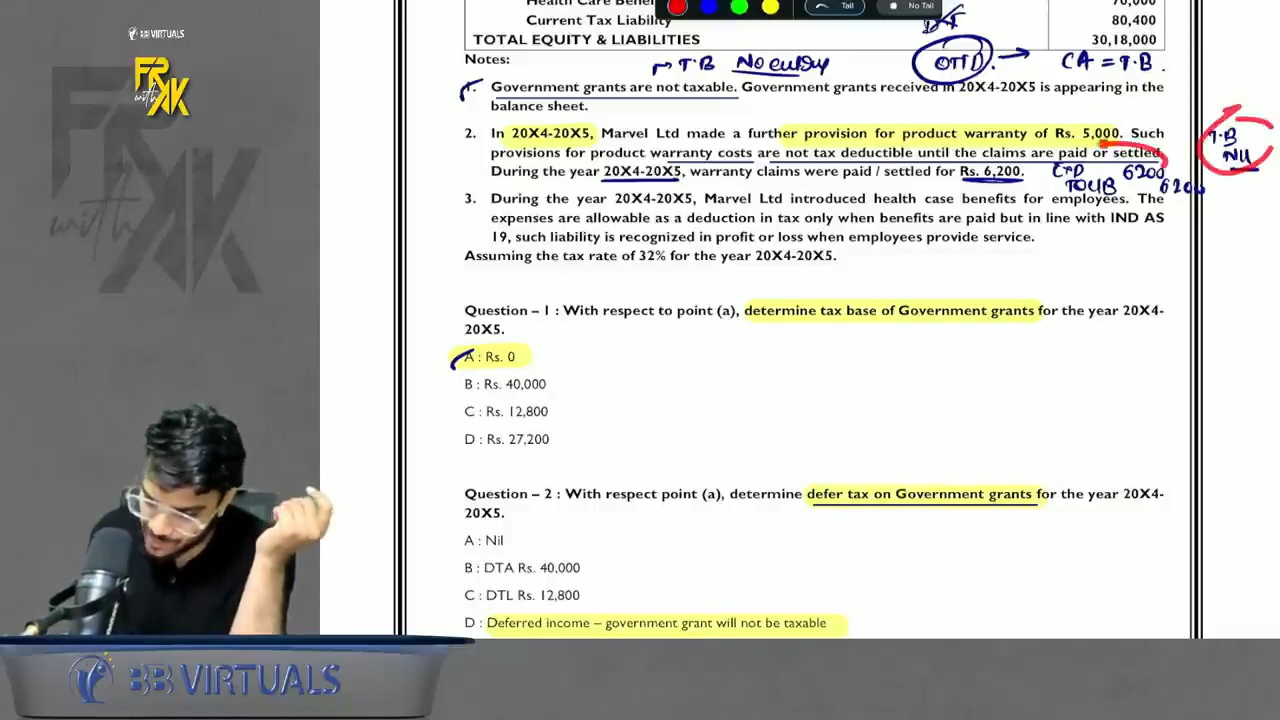 Health Care Bene
Current Tax Liability
80,400
TOTAL EQUITY & LIABILITIES
30,18,000
Tail
No Tail
BB VIRTUALS
FR
with
AK
Notes:
T.B No entry
OTID → CA = T.B.
1. Government grants are not taxable. Government grants received in 20X4-20X5 is appearing in the
balance sheet.
2. In 20X4-20X5, Marvel Ltd made a further provision for product warranty of Rs. 5,000. Such
provisions for product warranty costs are not tax deductible until the claims are paid or settled.
During the year 20X4-20X5, warranty claims were paid / settled for Rs. 6,200.
T.B
Nil
6200
6200
3. During the year 20X4-20X5, Marvel Ltd introduced health case benefits for employees. The
expenses are allowable as a deduction in tax only when benefits are paid but in line with IND AS
19, such liability is recognized in profit or loss when employees provide service.
Assuming the tax rate of 32% for the year 20X4-20X5.
Question – 1 : With respect to point (a), determine tax base of Government grants for the year 20X4-
20X5.
A : Rs. 0
B : Rs. 40,000
C : Rs. 12,800
D : Rs. 27,200
Question – 2 : With respect point (a), determine defer tax on Government grants for the year 20X4-
20X5.
A : Nil
B : DTA Rs. 40,000
C : DTL Rs. 12,800
D : Deferred income – government grant will not be taxable
BB VIRTUALS